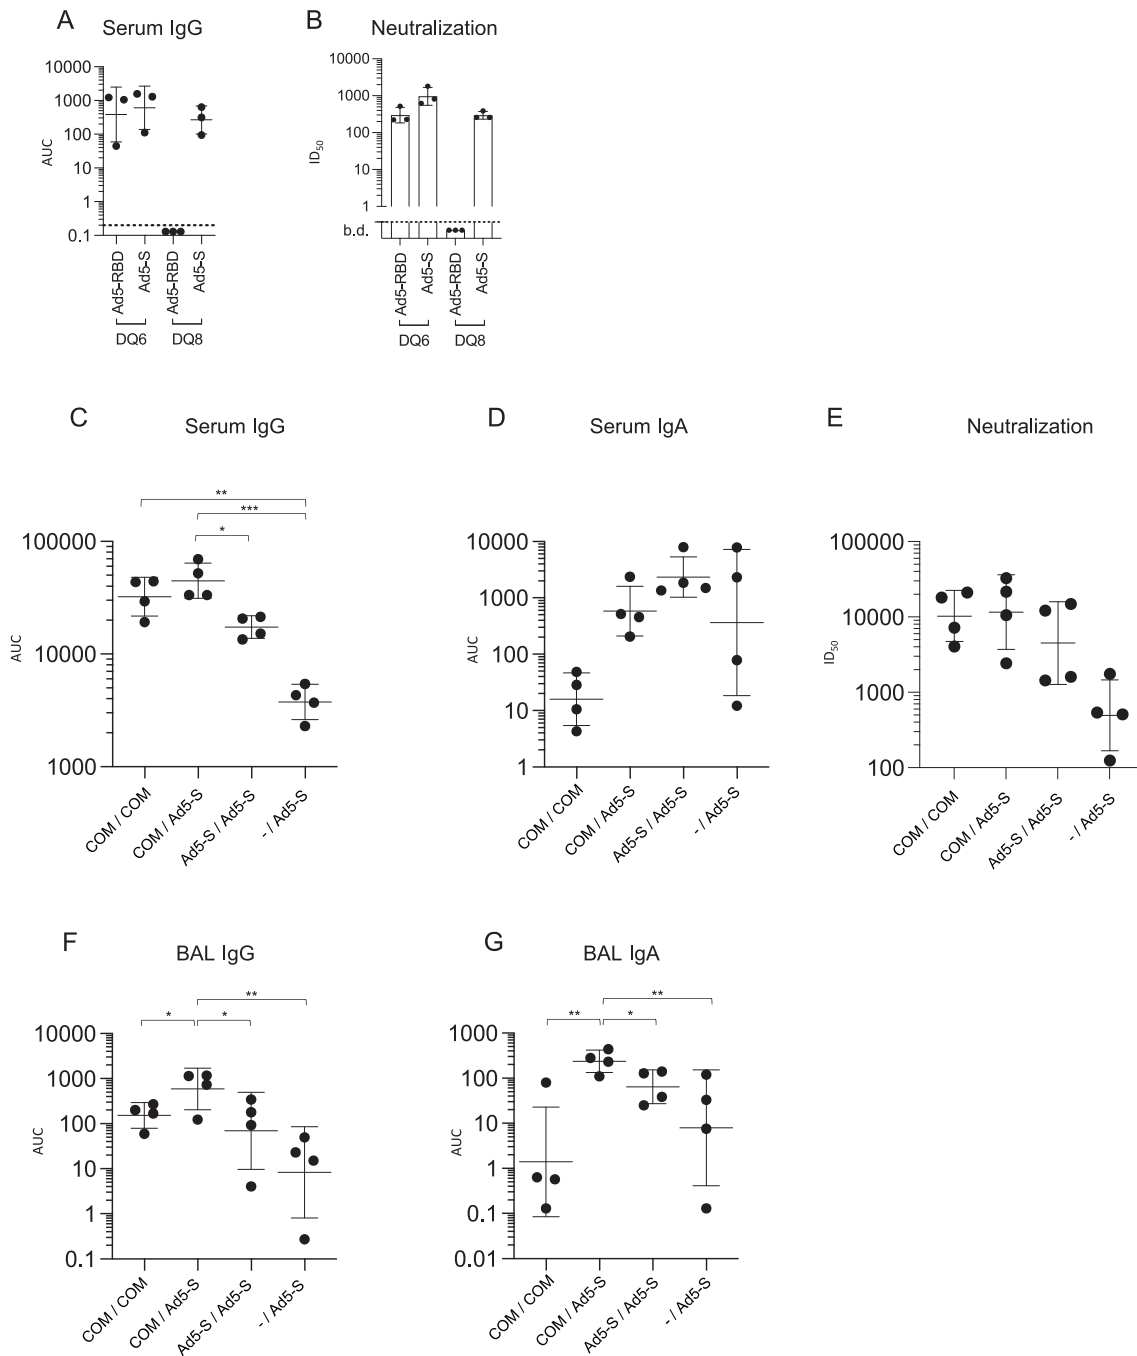 A
Serum IgG
10000
1000
100
10
1
0.1
AUC
Ad5-RBD
Ad5-S
Ad5-RBD
Ad5-S
DQ6
DQ8
B
Neutralization
10000
1000
100
10
1
b.d.
ID50
Ad5-RBD
Ad5-S
Ad5-RBD
Ad5-S
DQ6
DQ8
C
Serum IgG
**
***
*
100000
10000
1000
AUC
COM / COM
COM / Ad5-S
Ad5-S / Ad5-S
- / Ad5-S
D
Serum IgA
10000
1000
100
10
1
AUC
COM / COM
COM / Ad5-S
Ad5-S / Ad5-S
- / Ad5-S
E
Neutralization
100000
10000
1000
100
ID50
COM / COM
COM / Ad5-S
Ad5-S / Ad5-S
- / Ad5-S
F
BAL IgG
**
*
*
10000
1000
100
10
1
0.1
AUC
COM / COM
COM / Ad5-S
Ad5-S / Ad5-S
- / Ad5-S
G
BAL IgA
**
**
*
1000
100
10
1
0.1
0.01
AUC
COM / COM
COM / Ad5-S
Ad5-S / Ad5-S
- / Ad5-S